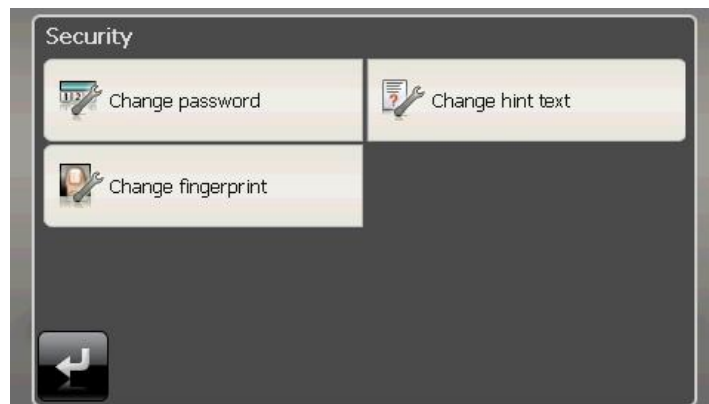 Security
Change password
Change hint text
Change fingerprint